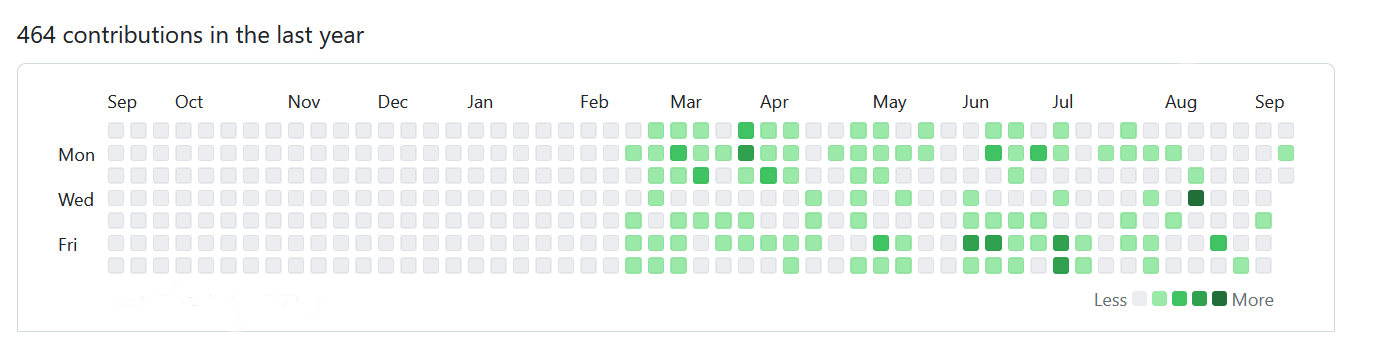 464 contributions in the last year
Sep Oct Nov Dec Jan Feb Mar Apr May Jun Jul Aug Sep
Mon
Wed
Fri
Less More